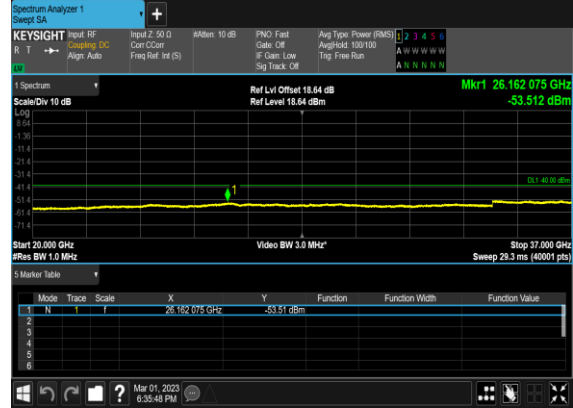 Spectrum Analyzer 1
Swept SA
+
KEYSIGHT Input: RF Input Z: 50 Ω #Atten: 10 dB PNO: Fast Avg Type: Power (RMS) 1 2 3 4 5 6
R T Coupling: DC Corr CCorr Gate: Off Avg|Hold: 100/100 A W W W W W
Align: Auto Freq Ref: Int (S) IF Gain: Low Trig: Free Run
LU Sig Track: Off A N N N N N
1 Spectrum Ref Lvl Offset 18.64 dB Mkr1 26.162 075 GHz
Scale/Div 10 dB Ref Level 18.64 dBm -53.512 dBm
Log
8.64
-1.36
-11.4
-21.4
-31.4
DL1 -40.00 dBm
-41.4
1
-51.4
-61.4
-71.4
Start 20.000 GHz Video BW 3.0 MHz* Stop 37.000 GHz
#Res BW 1.0 MHz Sweep 29.3 ms (40001 pts)
5 Marker Table
Mode Trace Scale X Y Function Function Width Function Value
1 N 1 f 26.162 075 GHz -53.51 dBm
2
3
4
5
6
? Mar 01, 2023
6:35:48 PM